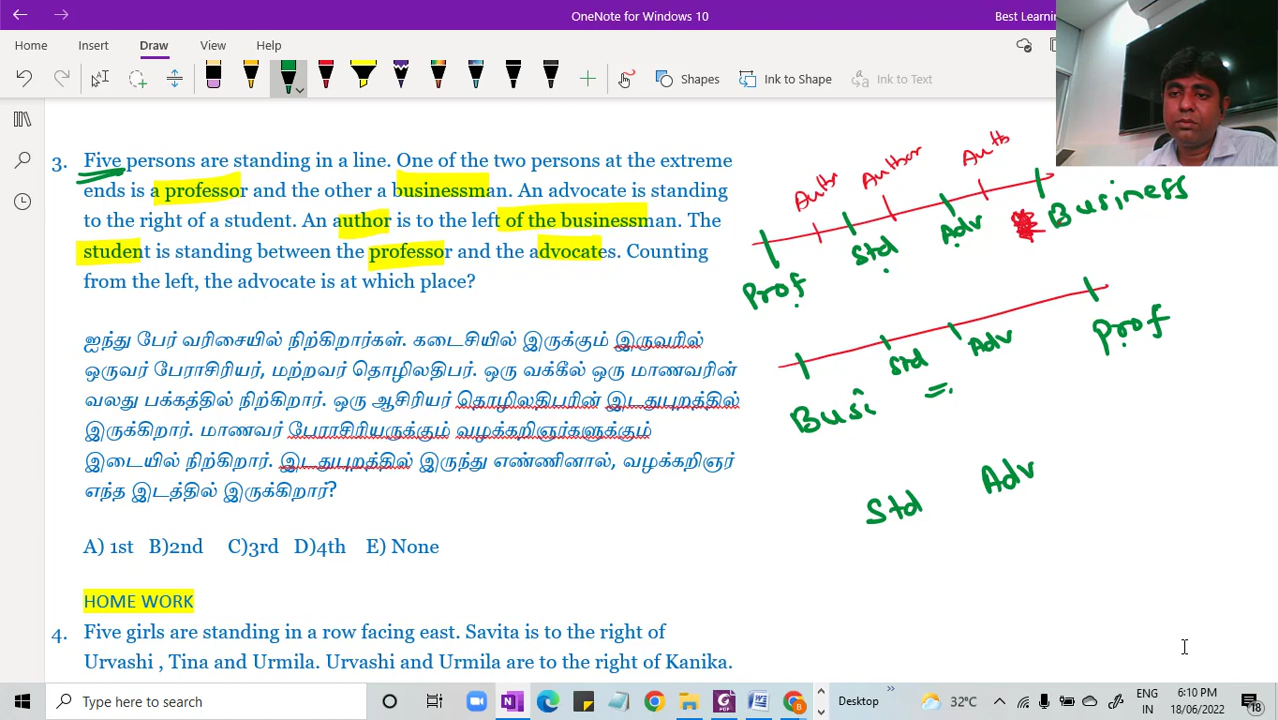 OneNote for Windows 10
Best Learnin
Home Insert Draw View Help
Shapes Ink to Shape Ink to Text
3. Five persons are standing in a line. One of the two persons at the extreme
ends is a professor and the other a businessman. An advocate is standing
to the right of a student. An author is to the left of the businessman. The
student is standing between the professor and the advocates. Counting
from the left, the advocate is at which place?
ஐந்து பேர் வரிசையில் நிற்கிறார்கள். கடைசியில் இருக்கும் இருவரில்
ஒருவர் பேராசிரியர், மற்றவர் தொழிலதிபர். ஒரு வக்கீல் ஒரு மாணவரின்
வலது பக்கத்தில் நிற்கிறார். ஒரு ஆசிரியர் தொழிலதிபரின் இடதுபுறத்தில்
இருக்கிறார். மாணவர் பேராசிரியருக்கும் வழக்கறிஞர்களுக்கும்
இடையில் நிற்கிறார். இடதுபுறத்தில் இருந்து எண்ணினால், வழக்கறிஞர்
எந்த இடத்தில் இருக்கிறார்?
A) 1st B)2nd C)3rd D)4th E) None
HOME WORK
4. Five girls are standing in a row facing east. Savita is to the right of
Urvashi , Tina and Urmila. Urvashi and Urmila are to the right of Kanika.
Author Auth
Prof Std Adv Business
Busi Std Adv Prof
Std Adv
Type here to search
Desktop 32°C ENG IN 6:10 PM 18/06/2022 18